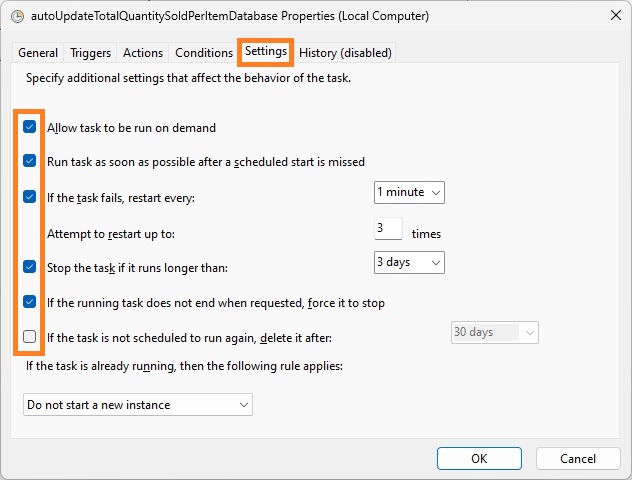 autoUpdateTotalQuantitySoldPerItemDatabase Properties (Local Computer)
General Triggers Actions Conditions Settings History (disabled)
Specify additional settings that affect the behavior of the task.
Allow task to be run on demand
Run task as soon as possible after a scheduled start is missed
If the task fails, restart every: 1 minute
Attempt to restart up to: 3 times
Stop the task if it runs longer than: 3 days
If the running task does not end when requested, force it to stop
If the task is not scheduled to run again, delete it after: 30 days
If the task is already running, then the following rule applies:
Do not start a new instance
OK Cancel